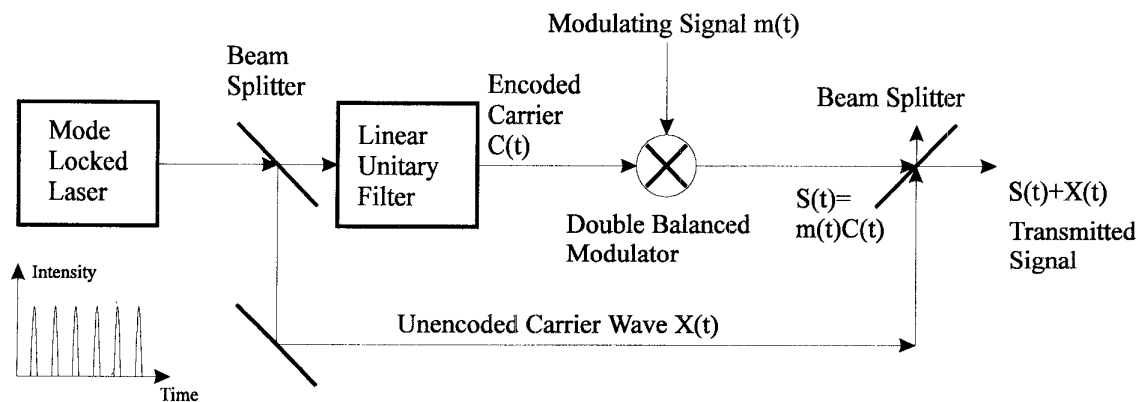 Modulating Signal m(t)
Beam
Splitter
Encoded
Carrier
C(t)
Beam Splitter
Mode
Locked
Laser
Linear
Unitary
Filter
S(t)=
m(t)C(t)
S(t)+X(t)
Transmitted
Signal
Double Balanced
Modulator
Intensity
Unencoded Carrier Wave X(t)
Time